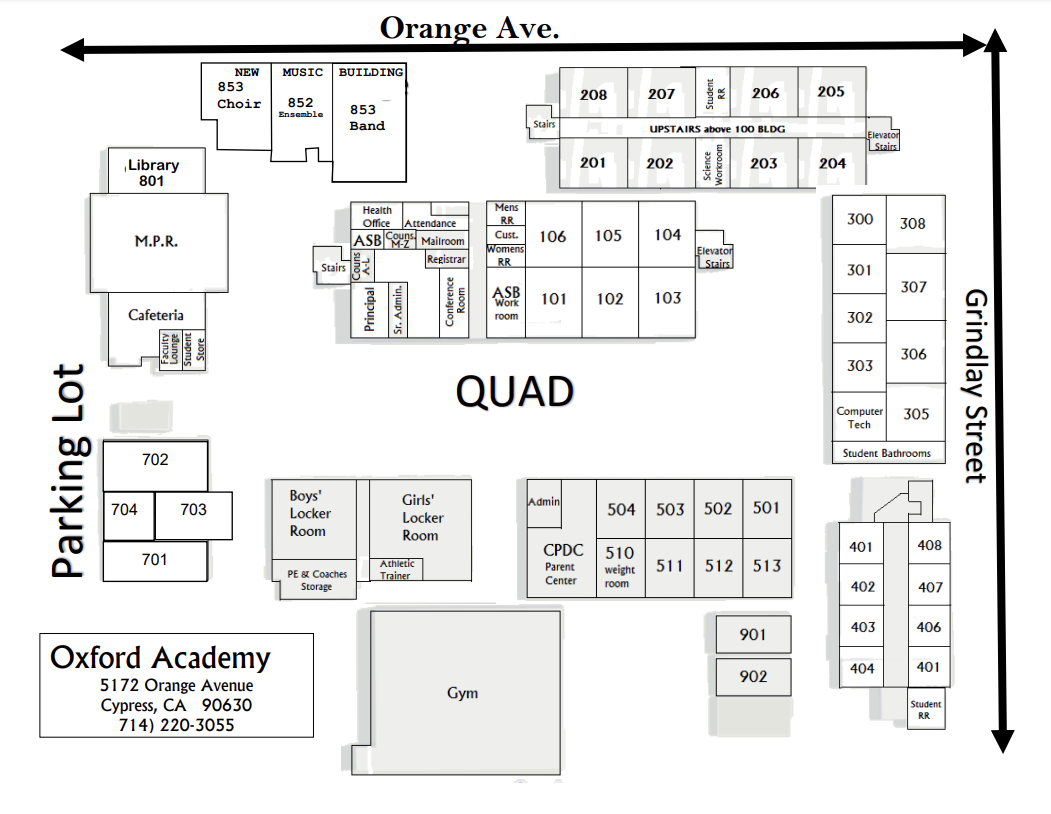 Orange Ave.
NEW MUSIC BUILDING
853
Choir
852
Ensemble
853
Band
208
207
Student
RR
206
205
Stairs
UPSTAIRS above 100 BLDG
Elevator
Stairs
201
202
Science
Workroom
203
204
Library
801
M.P.R.
Cafeteria
Faculty
Lounge
Student
Store
Health
Office
Attendance
ASB
Couns.
M-Z
Mailroom
Couns
A-L
Registrar
Stairs
Principal
Sr. Admin.
Conference
Room
Mens
RR
Cust.
Womens
RR
106
105
104
ASB
Work
room
101
102
103
Elevator
Stairs
300
308
301
307
302
303
306
Computer
Tech
305
Student Bathrooms
Grindlay Street
QUAD
Parking Lot
702
704
703
701
Boys'
Locker
Room
Girls'
Locker
Room
PE & Coaches
Storage
Athletic
Trainer
Admin
504
503
502
501
CPDC
Parent
Center
510
weight
room
511
512
513
401
408
402
407
403
406
404
401
Student
RR
901
902
Gym
Oxford Academy
5172 Orange Avenue
Cypress, CA 90630
714) 220-3055